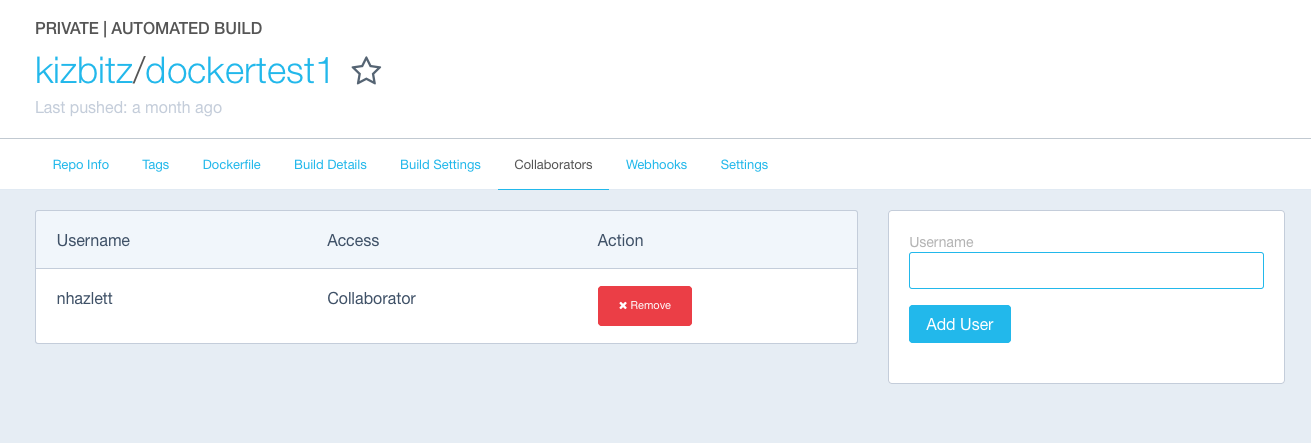 PRIVATE | AUTOMATED BUILD
kizbitz/dockertest1
Last pushed: a month ago
Repo Info Tags Dockerfile Build Details Build Settings Collaborators Webhooks Settings
Username Access Action
nhazlett Collaborator ✖ Remove
Username
Add User